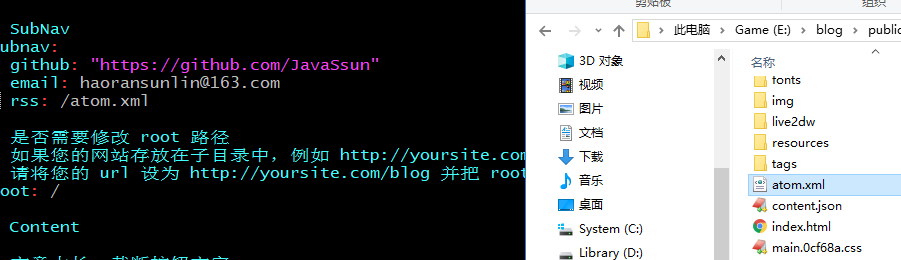 SubNav
ubnav:
github: "https://github.com/JavaSsun"
email: haoransunlin@163.com
rss: /atom.xml
是否需要修改 root 路径
如果您的网站存放在子目录中，例如 http://yoursite.com
请将您的 url 设为 http://yoursite.com/blog 并把 root
oot: /
Content
剪贴板
此电脑 > Game (E:) > blog > public
3D 对象
视频
图片
文档
下载
音乐
桌面
System (C:)
Library (D:)
名称
fonts
img
live2dw
resources
tags
atom.xml
content.json
index.html
main.0cf68a.css